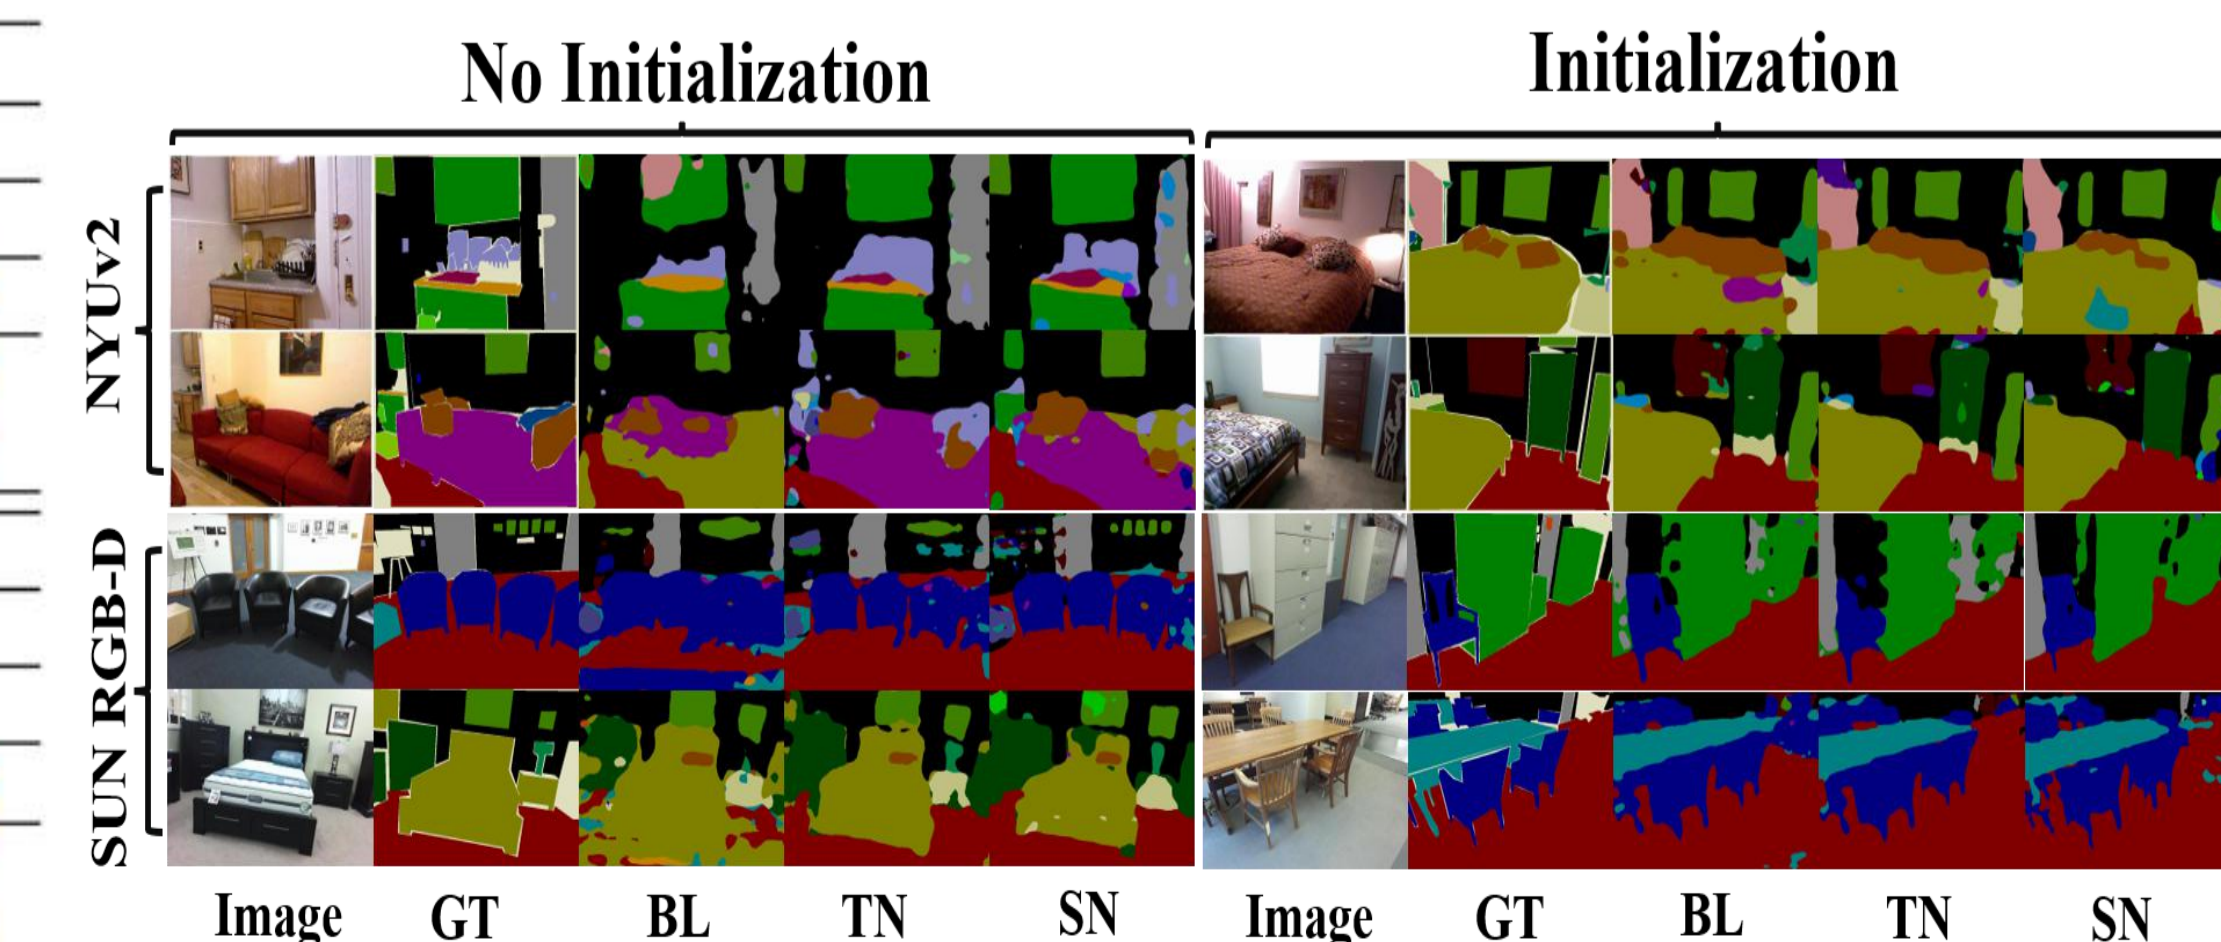 No Initialization
Initialization
NYUv2
SUN RGB-D
Image GT BL TN SN Image GT BL TN SN